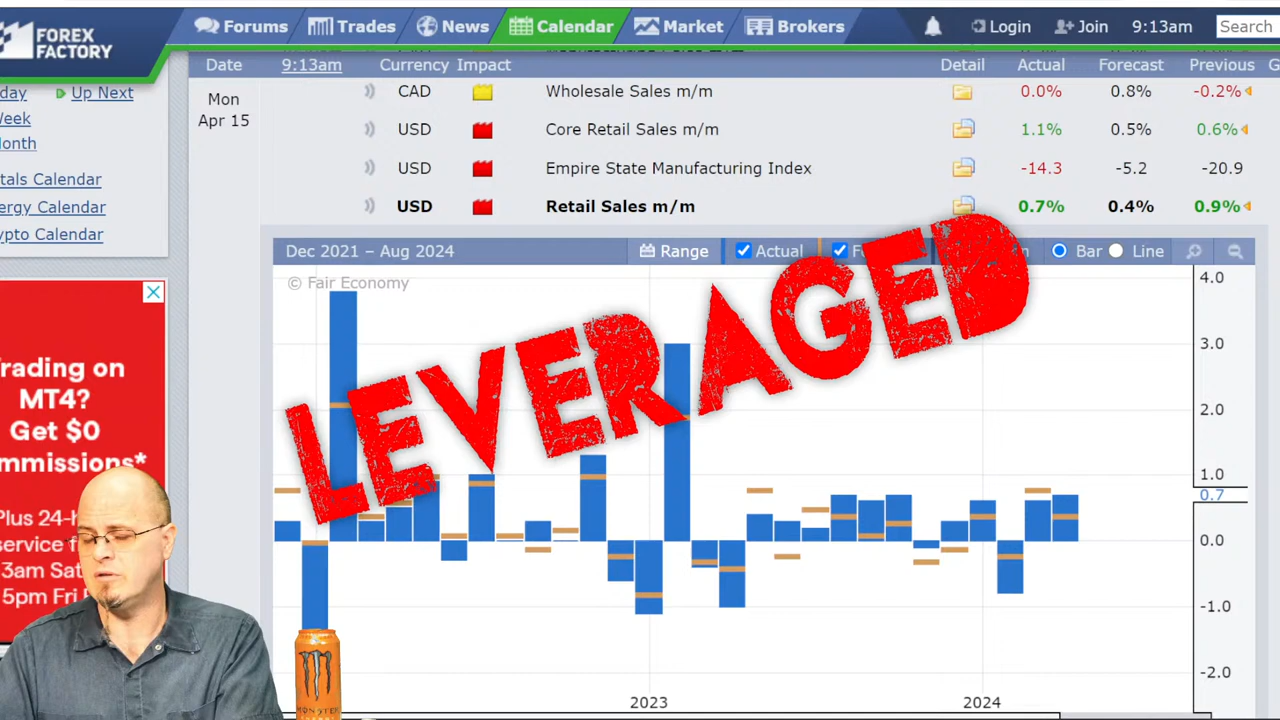 FOREX
FACTORY
Forums
Trades
News
Calendar
Market
Brokers
Login
Join
9:13am
Search
Date
9:13am
Currency
Impact
Detail
Actual
Forecast
Previous
G
day
Up Next
Week
Month
tals Calendar
ergy Calendar
ypto Calendar
Mon
Apr 15
CAD Wholesale Sales m/m 0.0% 0.8% -0.2%
USD Core Retail Sales m/m 1.1% 0.5% 0.6%
USD Empire State Manufacturing Index -14.3 -5.2 -20.9
USD Retail Sales m/m 0.7% 0.4% 0.9%
Dec 2021 – Aug 2024
Range
Actual
Bar
Line
© Fair Economy
LEVERAGED
4.0
3.0
2.0
1.0
0.7
0.0
-1.0
-2.0
2023
2024
rading on
MT4?
Get $0
mmissions*
Plus 24-h
service f
3am Sat
5pm Fri
MONSTER